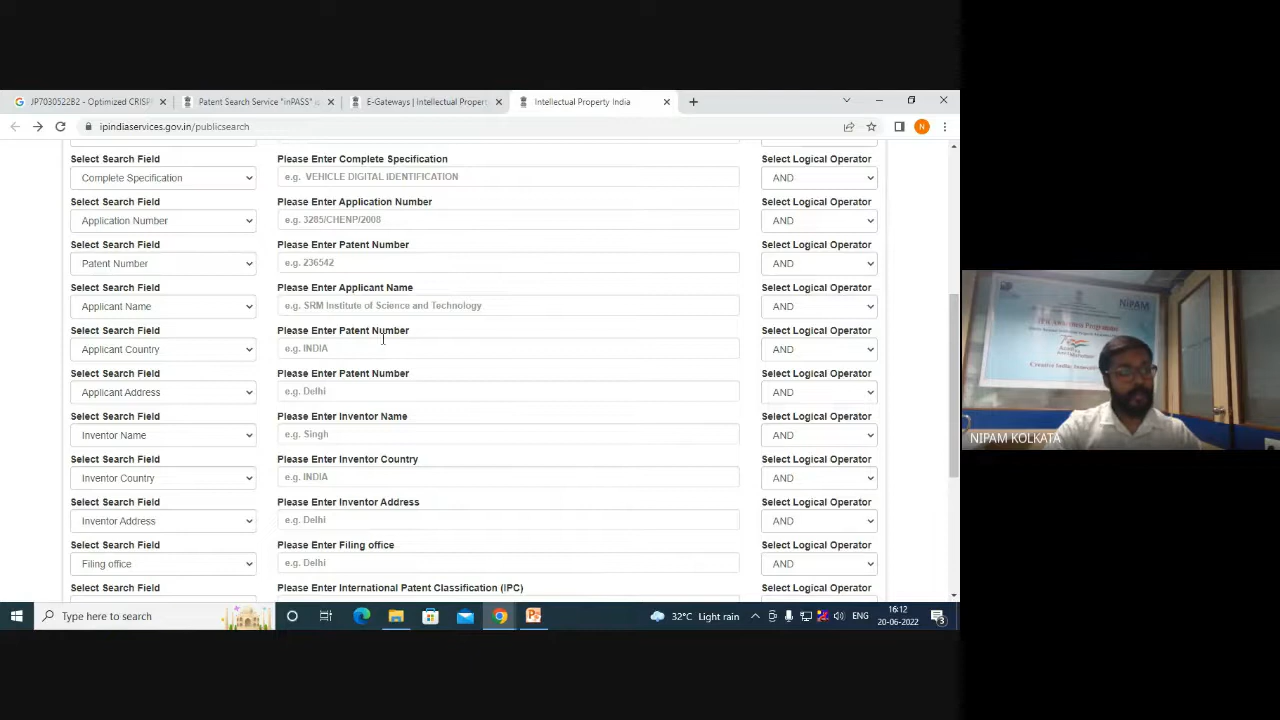 JP7030522B2 - Optimized CRISP
Patent Search Service "inPASS" i
E-Gateways | Intellectual Propert
Intellectual Property India
ipindiaservices.gov.in/publicsearch
N
Select Search Field Please Enter Complete Specification Select Logical Operator
Complete Specification e.g. VEHICLE DIGITAL IDENTIFICATION AND
Select Search Field Please Enter Application Number Select Logical Operator
Application Number e.g. 3285/CHENP/2008 AND
Select Search Field Please Enter Patent Number Select Logical Operator
Patent Number e.g. 236542 AND
Select Search Field Please Enter Applicant Name Select Logical Operator
Applicant Name e.g. SRM Institute of Science and Technology AND
Select Search Field Please Enter Patent Number Select Logical Operator
Applicant Country e.g. INDIA AND
Select Search Field Please Enter Patent Number Select Logical Operator
Applicant Address e.g. Delhi AND
Select Search Field Please Enter Inventor Name Select Logical Operator
Inventor Name e.g. Singh AND
Select Search Field Please Enter Inventor Country Select Logical Operator
Inventor Country e.g. INDIA AND
Select Search Field Please Enter Inventor Address Select Logical Operator
Inventor Address e.g. Delhi AND
Select Search Field Please Enter Filing office Select Logical Operator
Filing office e.g. Delhi AND
Select Search Field Please Enter International Patent Classification (IPC) Select Logical Operator
Type here to search
32°C Light rain
ENG
16:12
20-06-2022
3
NiPAM
IPR Awareness Programme
Creative India;
NIPAM KOLKATA